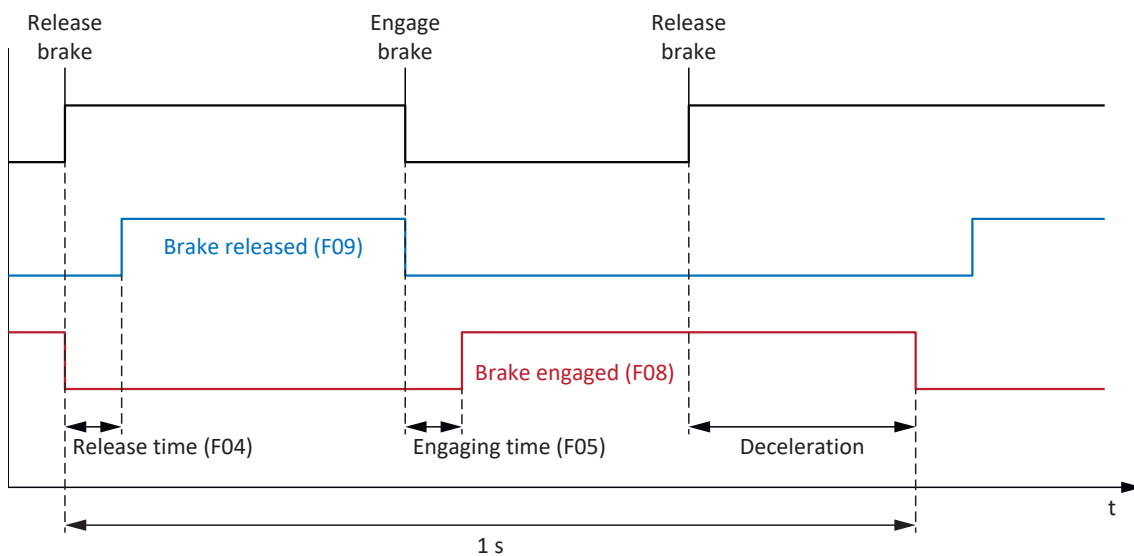 Release
brake
Engage
brake
Release
brake
Brake released (F09)
Brake engaged (F08)
Release time (F04)
Engaging time (F05)
Deceleration
t
1 s